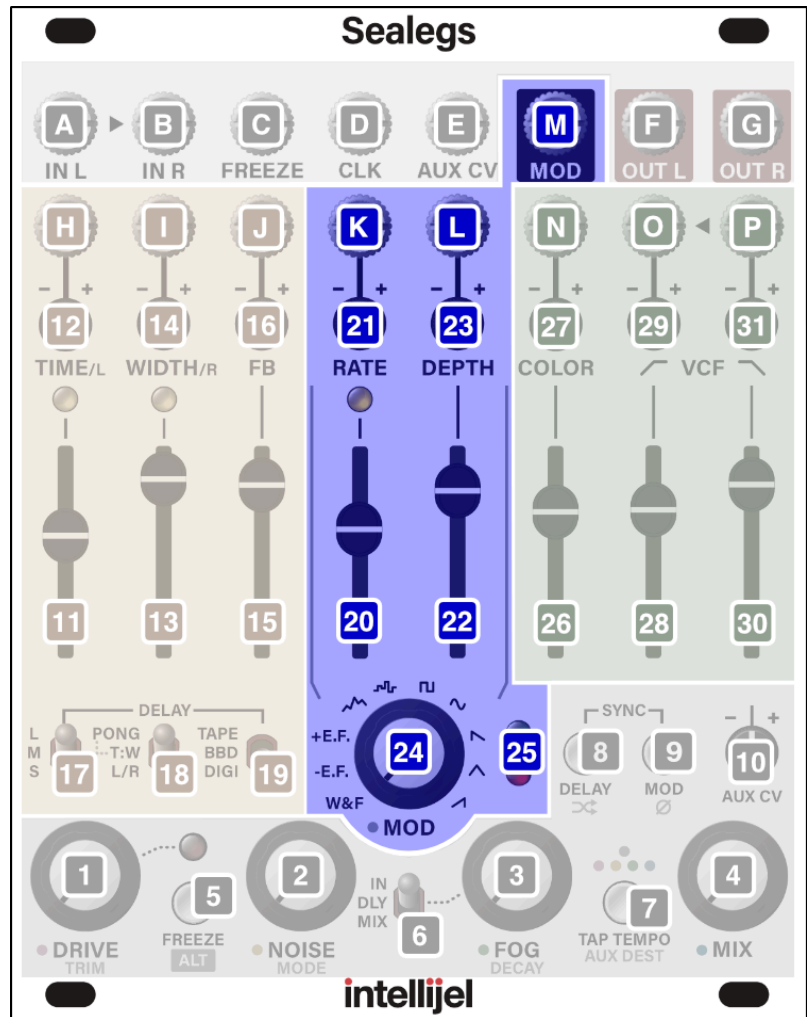 Sealegs
A B C D E M F G
IN L IN R FREEZE CLK AUX CV MOD OUT L OUT R
H I J K L N O P
- + - + - + - + - + - + - + - +
12 14 16 21 23 27 29 31
TIME/L WIDTH/R FB RATE DEPTH COLOR VCF
11 13 15 20 22 26 28 30
DELAY
L PONG TAPE
M T:W BBD
S L/R DIGI
17 18 19
+E.F.
-E.F.
W&F
24 25
MOD
SYNC
8 9
DELAY MOD
Ø
- +
10
AUX CV
1 5 2 6 3 7 4
IN
DLY
MIX
FREEZE
ALT
TAP TEMPO
AUX DEST
DRIVE NOISE FOG MIX
TRIM MODE DECAY
intellijel